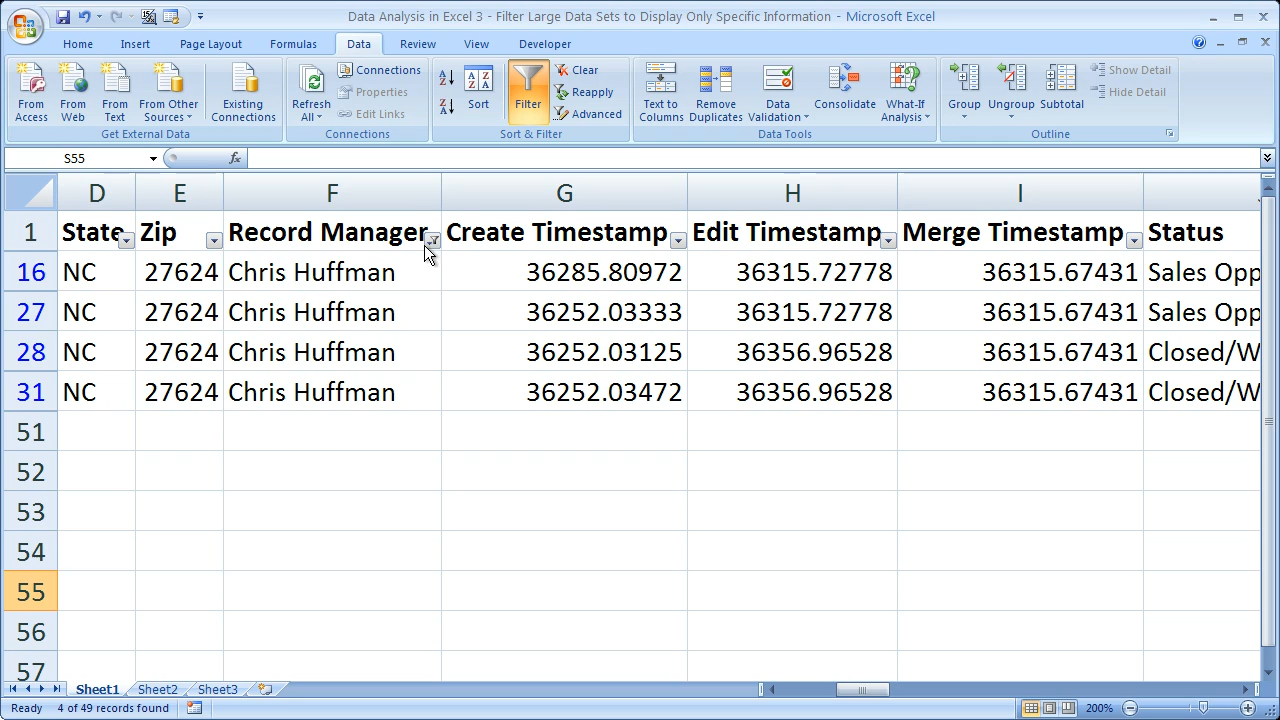 Data Analysis in Excel 3 - Filter Large Data Sets to Display Only Specific Information - Microsoft Excel
Home Insert Page Layout Formulas Data Review View Developer
From Access
From Web
From Text
From Other Sources
Existing Connections
Get External Data
Refresh All
Connections
Properties
Edit Links
Connections
Sort
Filter
Clear
Reapply
Advanced
Sort & Filter
Text to Columns
Remove Duplicates
Data Validation
Consolidate
What-If Analysis
Data Tools
Group
Ungroup
Subtotal
Show Detail
Hide Detail
Outline
S55 fx
D E F G H I
1 State Zip Record Manager Create Timestamp Edit Timestamp Merge Timestamp Status
16 NC 27624 Chris Huffman 36285.80972 36315.72778 36315.67431 Sales Opp
27 NC 27624 Chris Huffman 36252.03333 36315.72778 36315.67431 Sales Opp
28 NC 27624 Chris Huffman 36252.03125 36356.96528 36315.67431 Closed/W
31 NC 27624 Chris Huffman 36252.03472 36356.96528 36315.67431 Closed/W
51
52
53
54
55
56
57
Sheet1 Sheet2 Sheet3
Ready 4 of 49 records found 200%